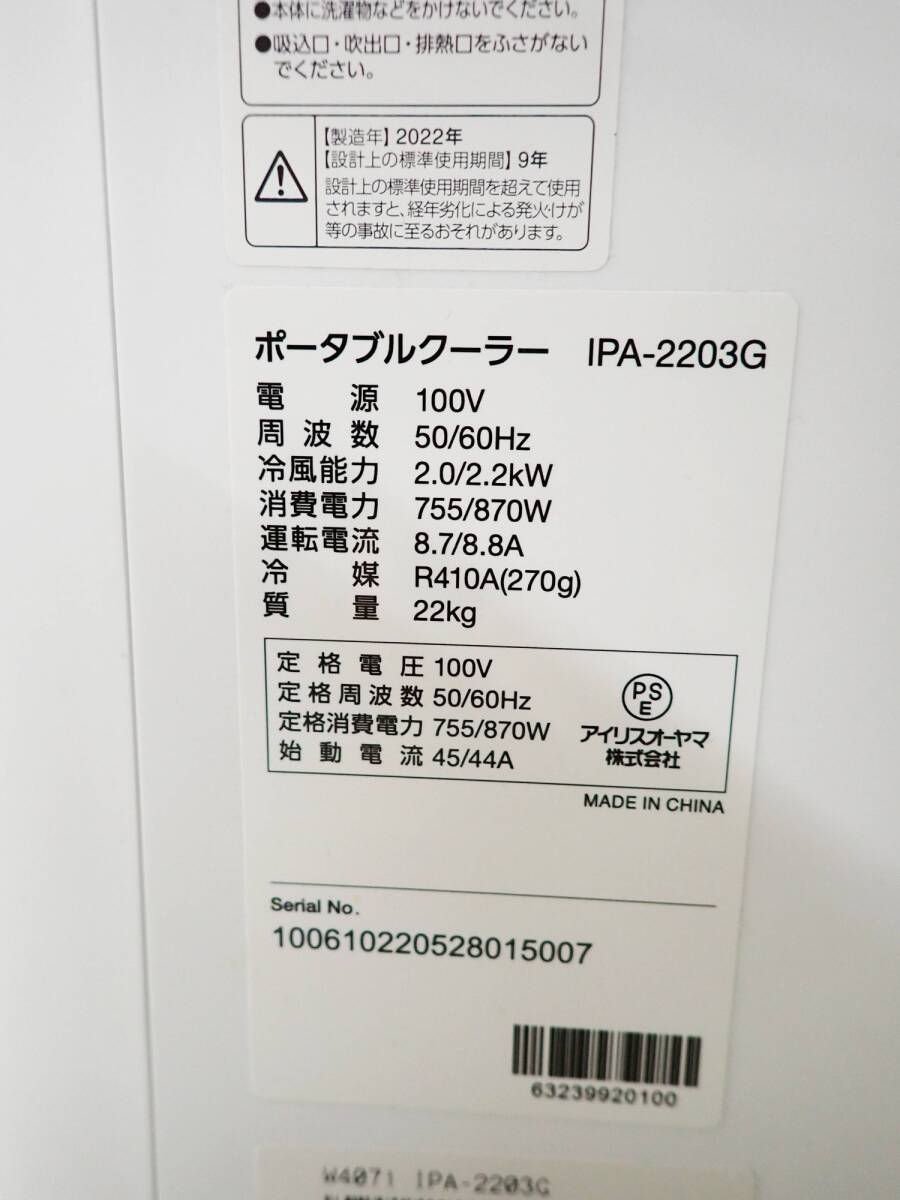 ●本体に洗濯物などをかけないでください。
●吸込口・吹出口・排熱口をふさがない
でください。
【製造年】2022年
【設計上の標準使用期間】9年
設計上の標準使用期間を超えて使用
されますと、経年劣化による発火・けが
等の事故に至るおそれがあります。
ポータブルクーラー IPA-2203G
電源 100V
周波数 50/60Hz
冷風能力 2.0/2.2kW
消費電力 755/870W
運転電流 8.7/8.8A
冷媒 R410A(270g)
質量 22kg
定格電圧 100V
定格周波数 50/60Hz
定格消費電力 755/870W
始動電流 45/44A
PS
E
アイリスオーヤマ
株式会社
MADE IN CHINA
Serial No.
100610220528015007
63239920100
W4071 IPA-2203G